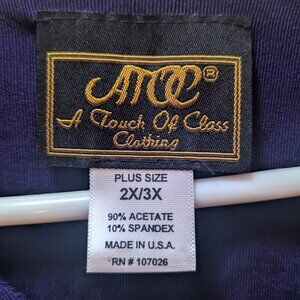 ATOC®
A Touch Of Class
Clothing
PLUS SIZE
2X/3X
90% ACETATE
10% SPANDEX
MADE IN U.S.A.
RN # 107026